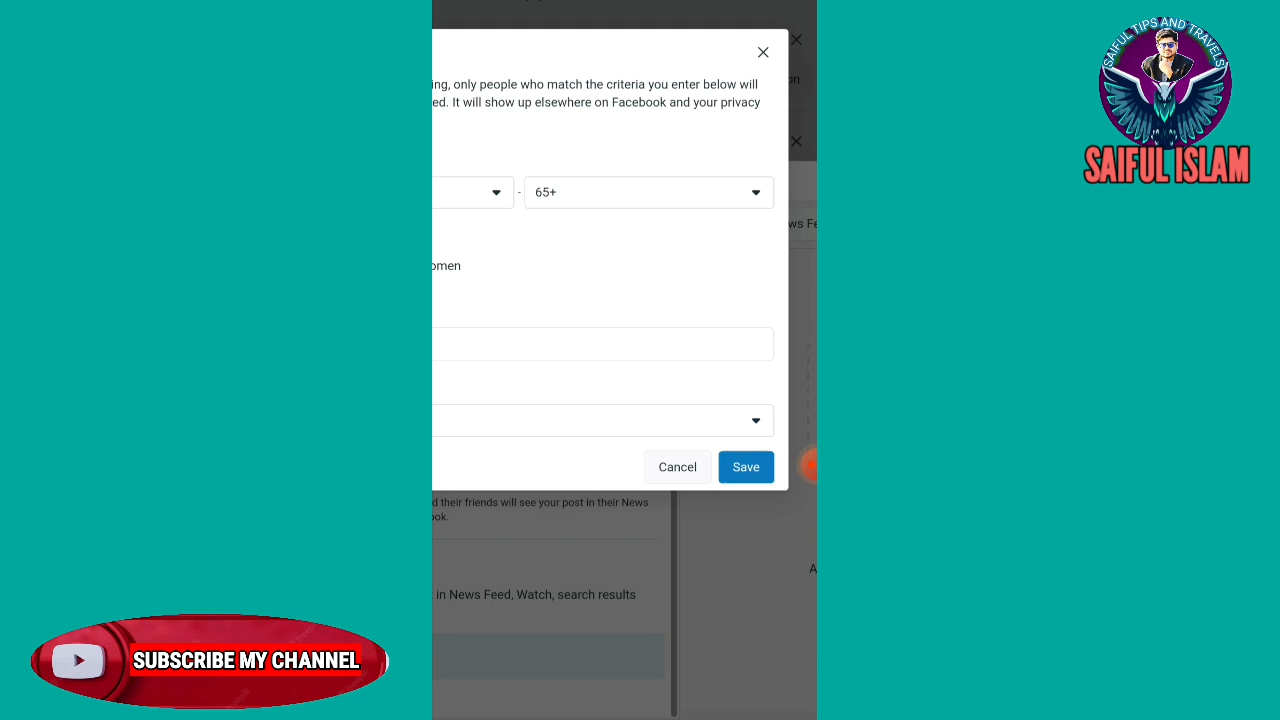 SAIFUL TIPS AND TRAVELS
SAIFUL ISLAM
ing, only people who match the criteria you enter below will
ed. It will show up elsewhere on Facebook and your privacy
on
- 65+
ws Fe
omen
Cancel
Save
d their friends will see your post in their News
ook.
A
in News Feed, Watch, search results
SUBSCRIBE MY CHANNEL